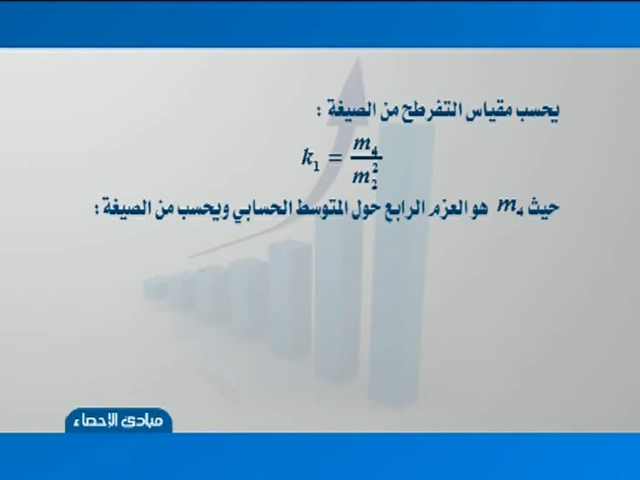 يحسب مقياس التفرطح من الصيغة :
k₁ = m₄ / m₂²
حيث m₄ هو العزم الرابع حول المتوسط الحسابي ويحسب من الصيغة :
مبادئ الإحصاء